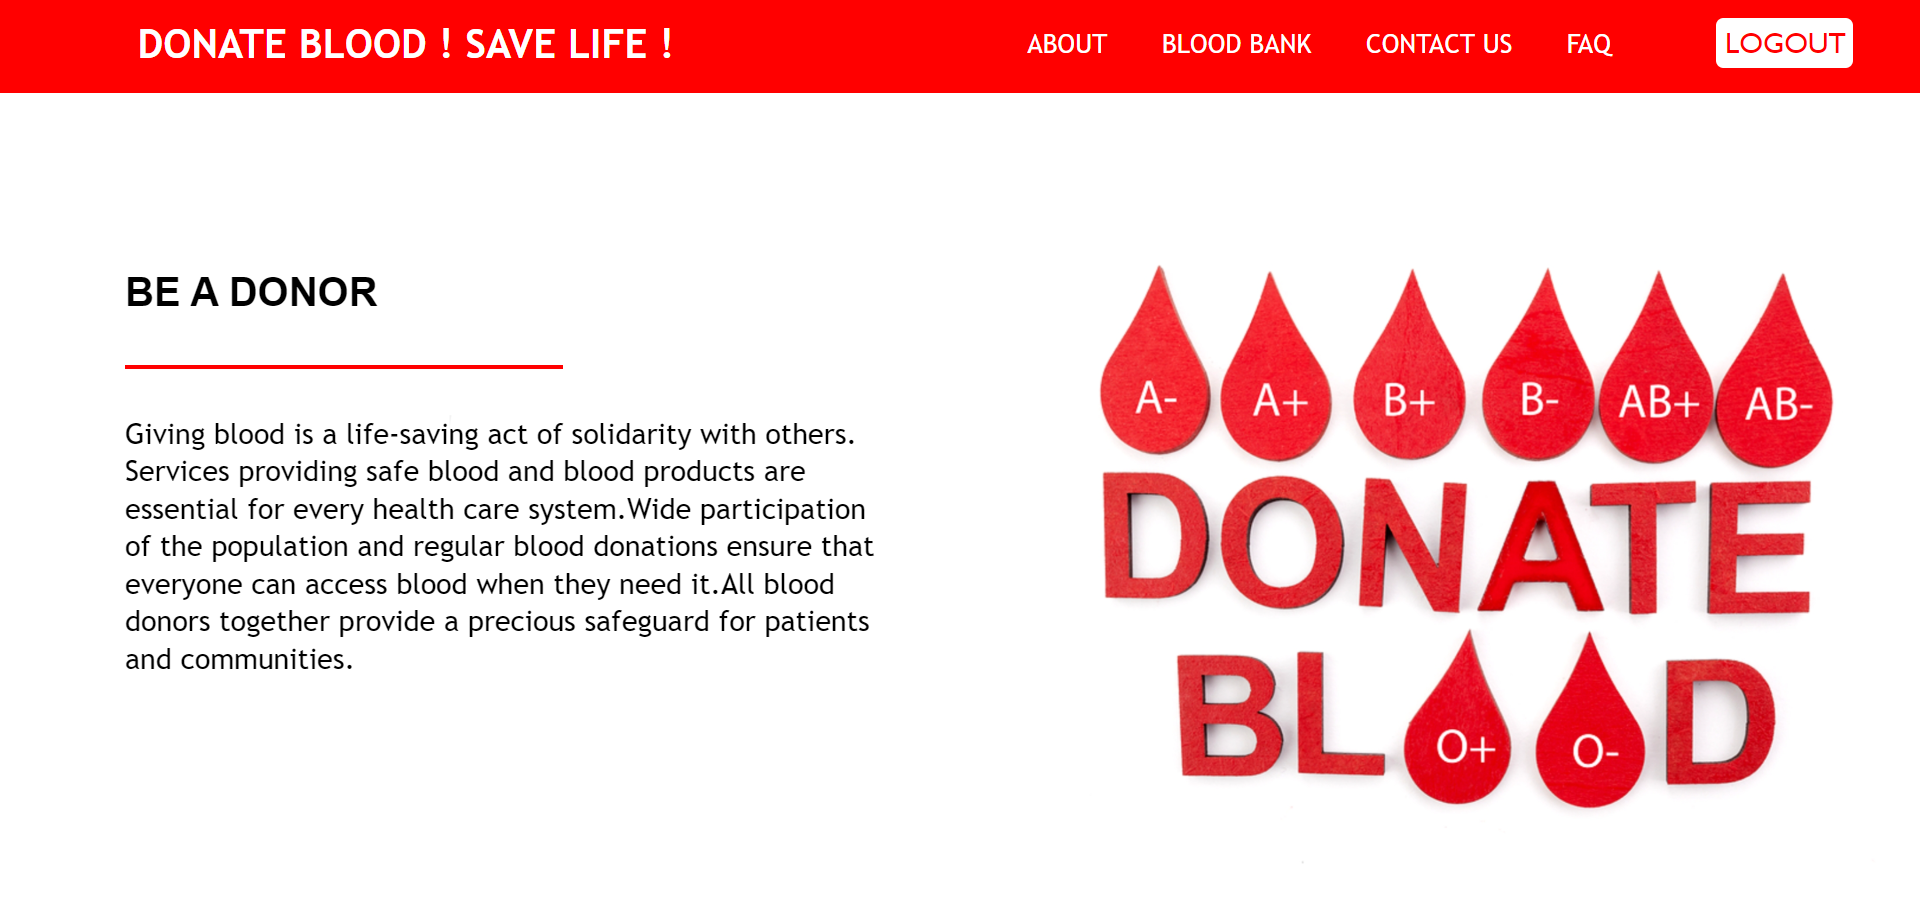 DONATE BLOOD ! SAVE LIFE !
ABOUT
BLOOD BANK
CONTACT US
FAQ
LOGOUT
BE A DONOR
Giving blood is a life-saving act of solidarity with others.
Services providing safe blood and blood products are
essential for every health care system.Wide participation
of the population and regular blood donations ensure that
everyone can access blood when they need it.All blood
donors together provide a precious safeguard for patients
and communities.
A- A+ B+ B- AB+ AB-
DONATE
BL O+ O- D